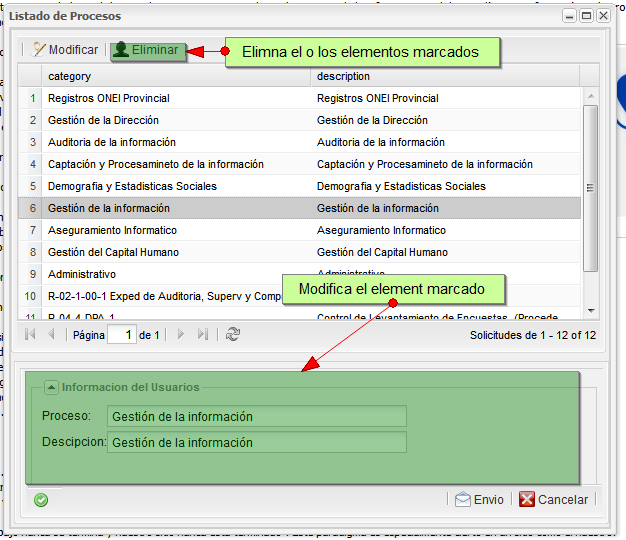 Listado de Procesos
Modificar Eliminar
Elimna el o los elementos marcados
category description
1 Registros ONEI Provincial Registros ONEI Provincial
2 Gestión de la Dirección Gestión de la Dirección
3 Auditoria de la información Auditoria de la información
4 Captación y Procesamineto de la información Captación y Procesamineto de la información
5 Demografia y Estadisticas Sociales Demografia y Estadisticas Sociales
6 Gestión de la información Gestión de la información
7 Aseguramiento Informatico Aseguramiento Informatico
8 Gestión del Capital Humano Gestión del Capital Humano
9 Administrativo Administrativo
Modifica el element marcado
10 R-02-1-00-1 Exped de Auditoria, Superv y Comp
11 R-04-4-DPA-1 Control de Levantamiento de Encuestas (Procede
Página 1 de 1 Solicitudes de 1 - 12 of 12
Informacion del Usuarios
Proceso: Gestión de la información
Descipcion: Gestión de la información
Envio Cancelar